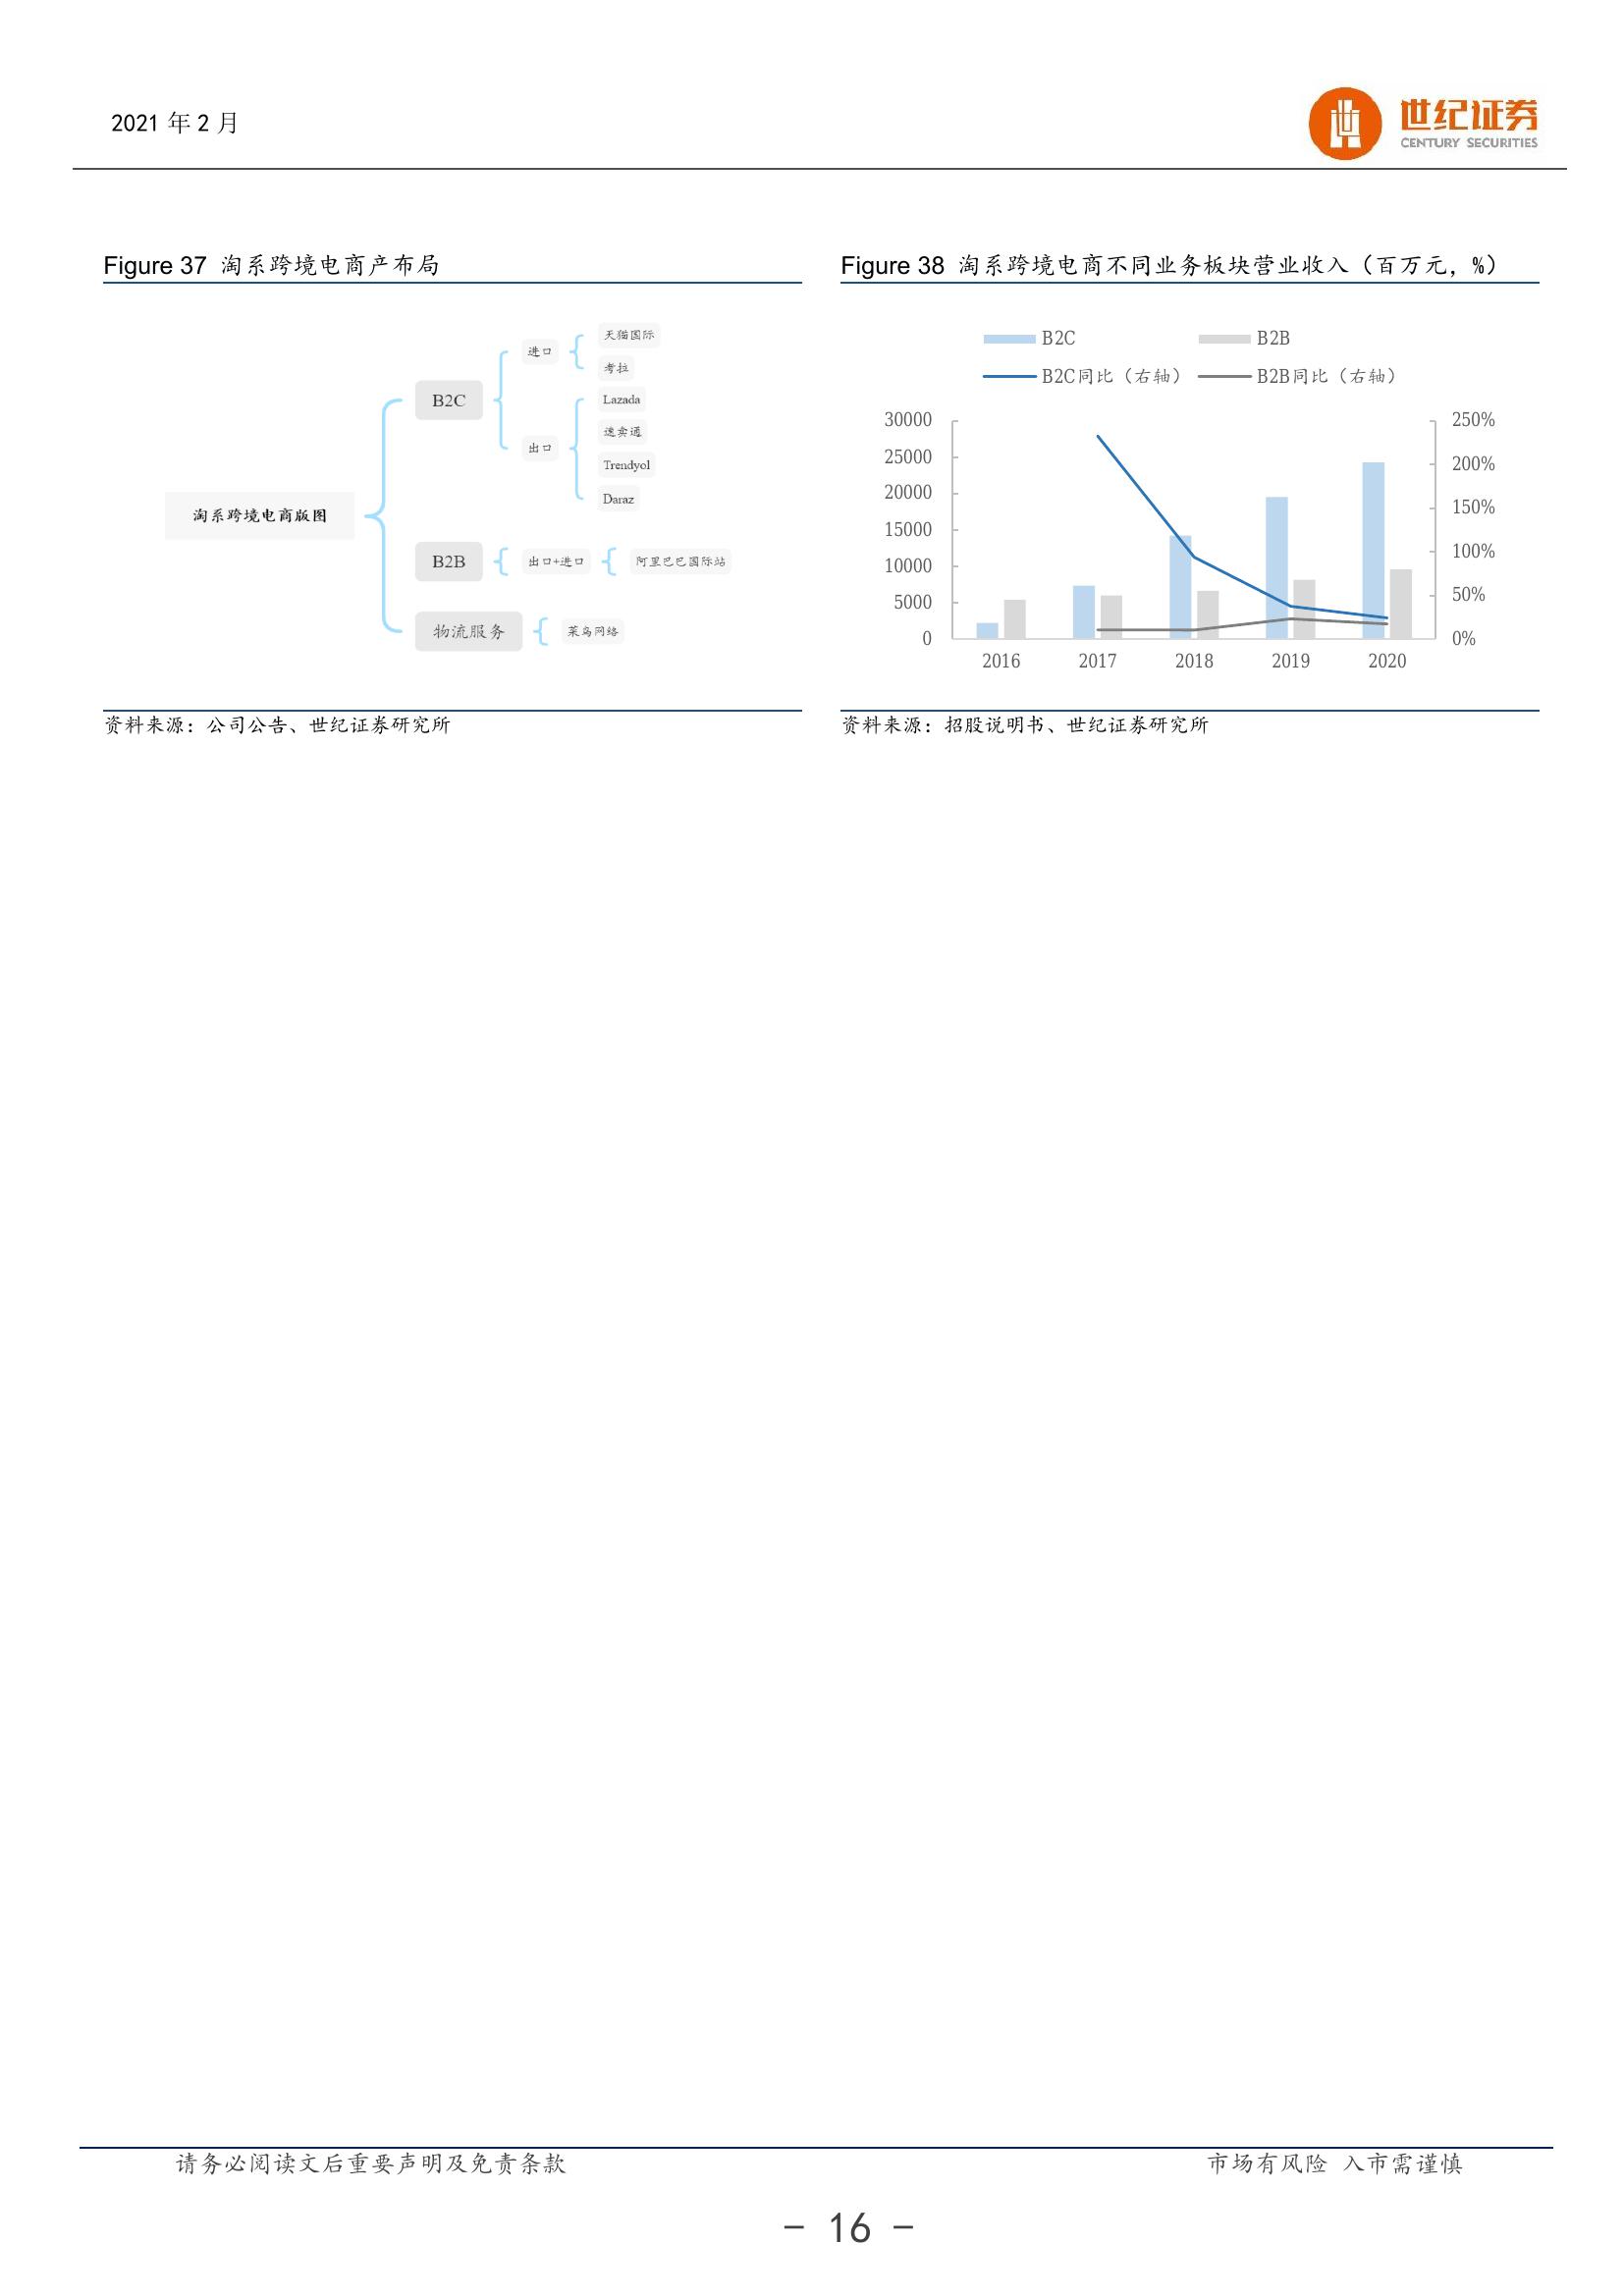 2021 年 2 月
世纪证券
CENTURY SECURITIES
Figure 37 淘系跨境电商产布局
天猫国际
进口
考拉
B2C
Lazada
速卖通
出口
Trendyol
Daraz
淘系跨境电商版图
B2B
出口+进口
阿里巴巴国际站
物流服务
菜鸟网络
资料来源：公司公告、世纪证券研究所
Figure 38 淘系跨境电商不同业务板块营业收入（百万元，%）
B2C B2B
B2C同比（右轴） B2B同比（右轴）
30000 250%
25000 200%
20000 150%
15000 100%
10000 50%
5000 0%
0
2016 2017 2018 2019 2020
资料来源：招股说明书、世纪证券研究所
请务必阅读文后重要声明及免责条款 市场有风险 入市需谨慎
- 16 -